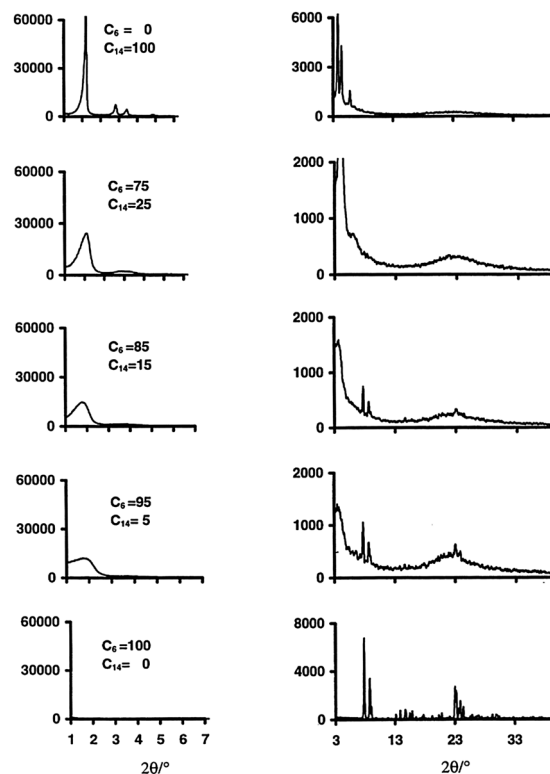 60000
30000
0
C₆ = 0
C₁₄=100
6000
3000
0
60000
30000
0
C₆ =75
C₁₄=25
2000
1000
0
60000
30000
0
C₆ =85
C₁₄=15
2000
1000
0
60000
30000
0
C₆ =95
C₁₄= 5
2000
1000
0
60000
30000
0
C₆ =100
C₁₄= 0
8000
4000
0
1 2 3 4 5 6 7
3 13 23 33
2θ/°
2θ/°